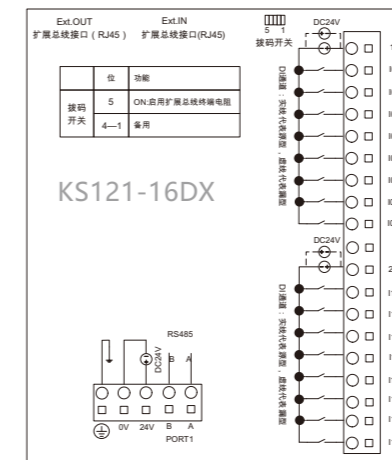 Ext.OUT
扩展总线接口（RJ45）
Ext.IN
扩展总线接口(RJ45)
5 1
拨码开关
位 功能
拨码开关 5 ON:启用扩展总线终端电阻
4—1 备用
KS121-16DX
DC24V
DI通道：实线代表源型，虚线代表漏型
DC24V
DI通道：实线代表源型，虚线代表漏型
RS485
DC24V
B A
0V 24V B A
PORT1